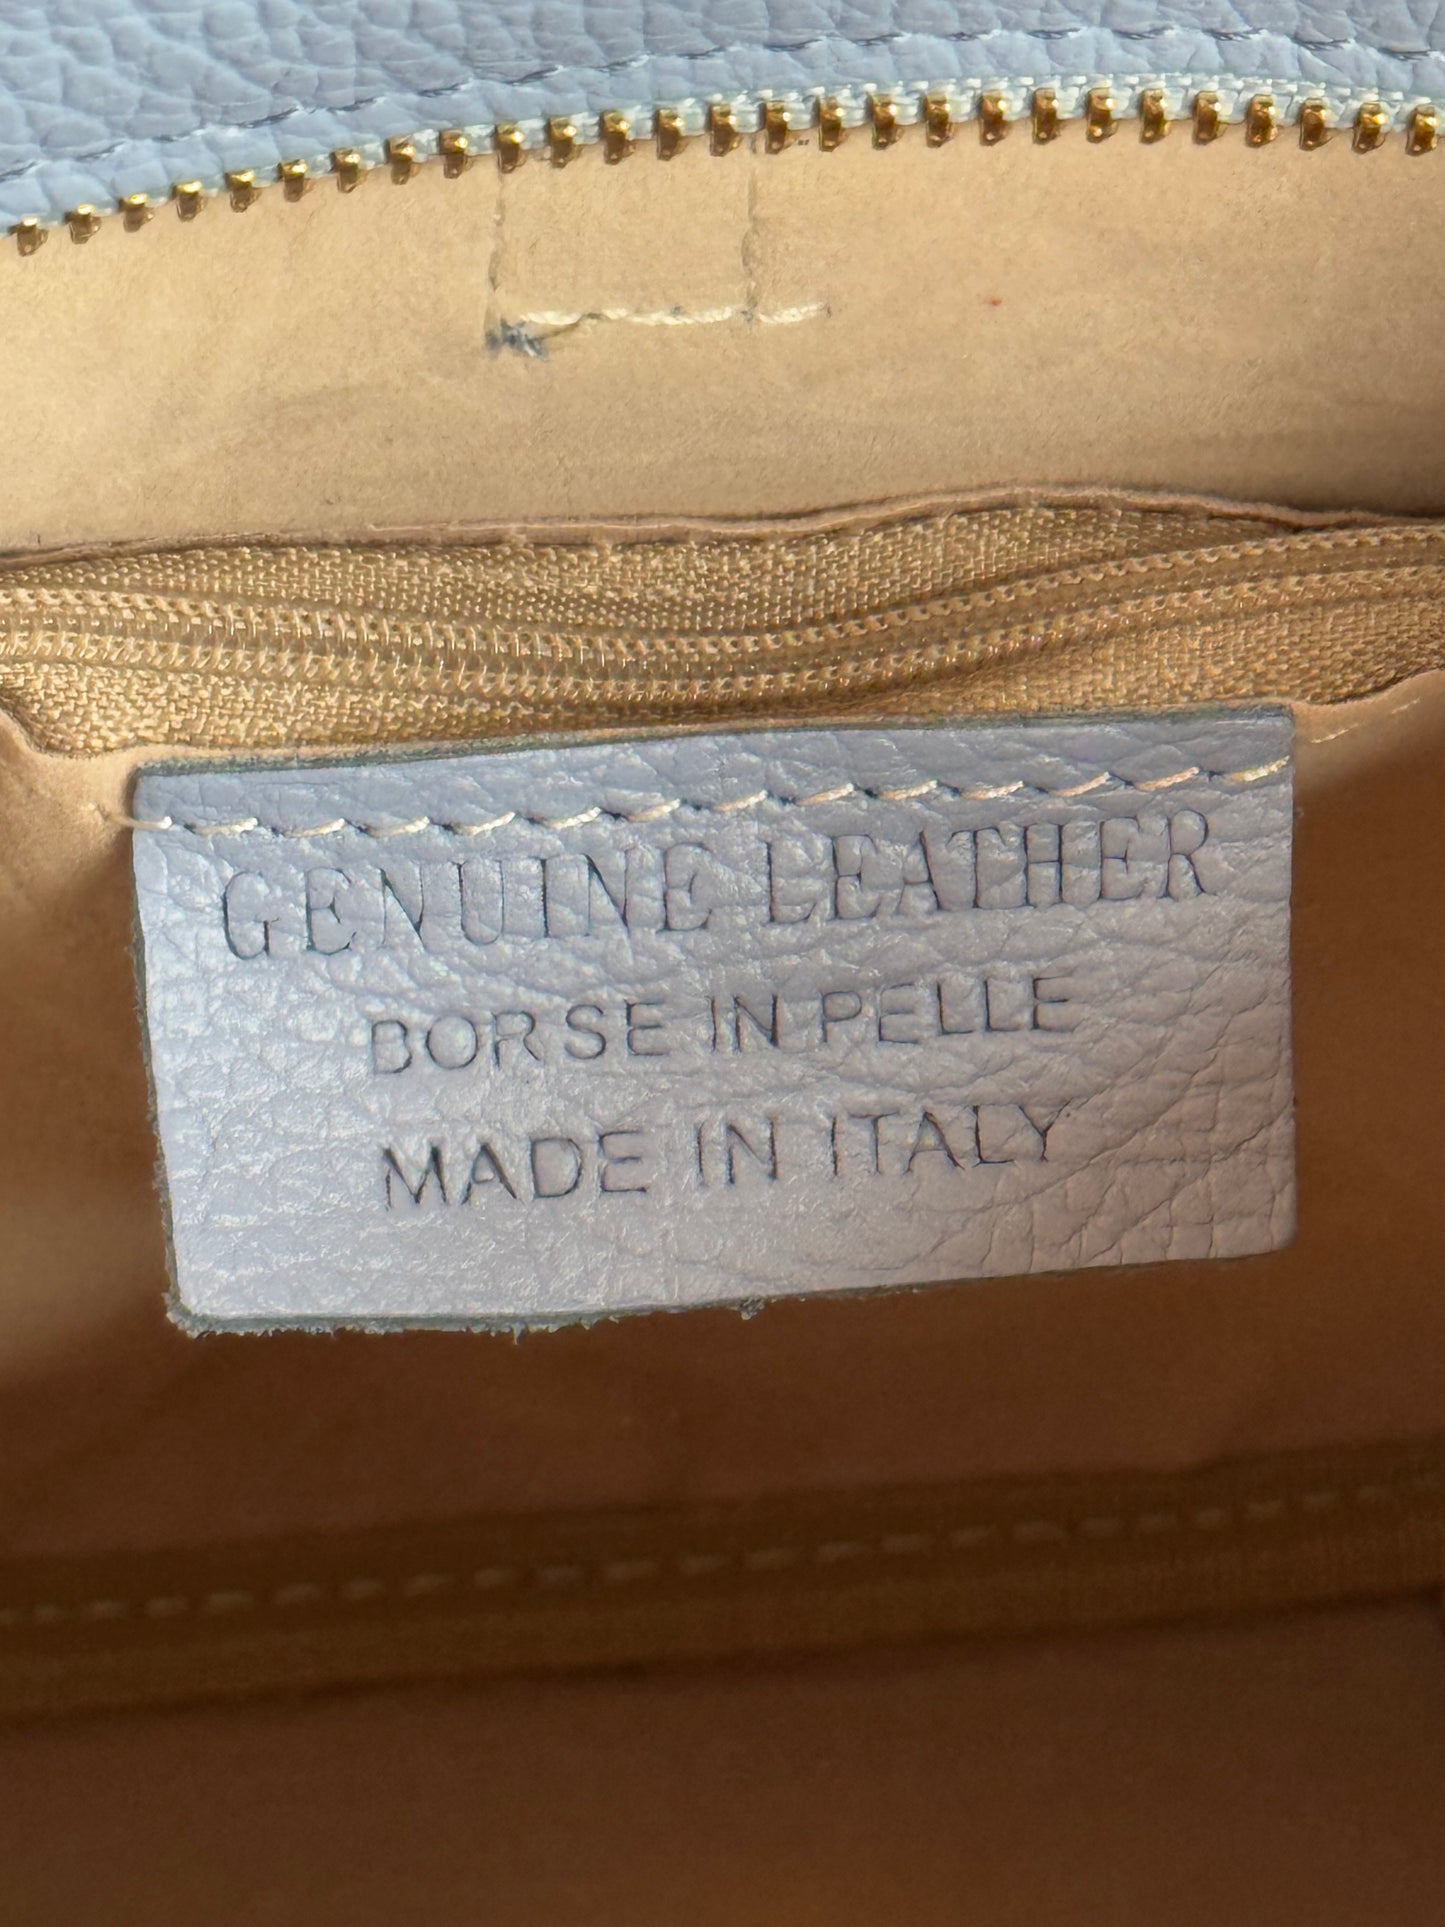 GENUINE LEATHER
BORSE IN PELLE
MADE IN ITALY